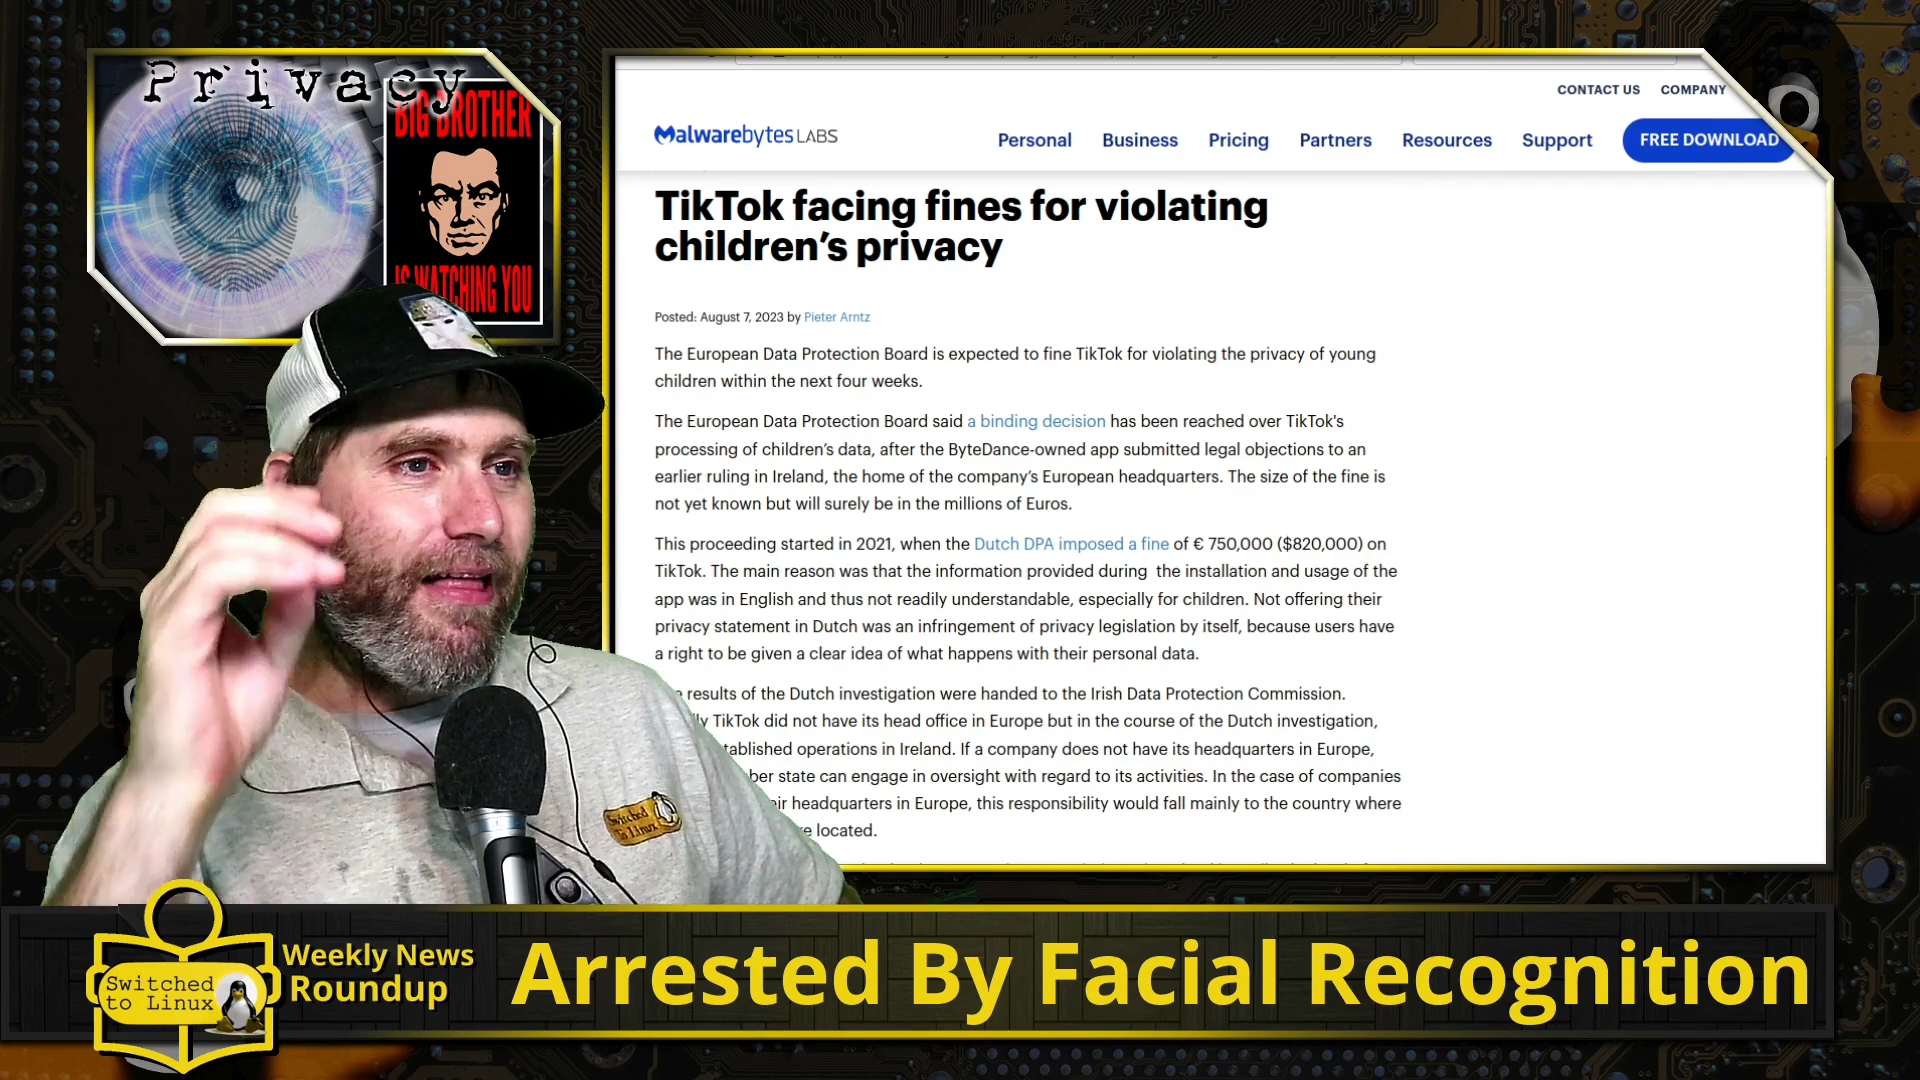 Privacy
BIG BROTHER
IS WATCHING YOU
CONTACT US COMPANY
Malwarebytes LABS
Personal Business Pricing Partners Resources Support FREE DOWNLOAD
TikTok facing fines for violating
children's privacy
Posted: August 7, 2023 by Pieter Arntz
The European Data Protection Board is expected to fine TikTok for violating the privacy of young
children within the next four weeks.
The European Data Protection Board said a binding decision has been reached over TikTok's
processing of children's data, after the ByteDance-owned app submitted legal objections to an
earlier ruling in Ireland, the home of the company's European headquarters. The size of the fine is
not yet known but will surely be in the millions of Euros.
This proceeding started in 2021, when the Dutch DPA imposed a fine of € 750,000 ($820,000) on
TikTok. The main reason was that the information provided during the installation and usage of the
app was in English and thus not readily understandable, especially for children. Not offering their
privacy statement in Dutch was an infringement of privacy legislation by itself, because users have
a right to be given a clear idea of what happens with their personal data.
results of the Dutch investigation were handed to the Irish Data Protection Commission.
TikTok did not have its head office in Europe but in the course of the Dutch investigation,
tablished operations in Ireland. If a company does not have its headquarters in Europe,
ber state can engage in oversight with regard to its activities. In the case of companies
eir headquarters in Europe, this responsibility would fall mainly to the country where
located.
Switched
To Linux
Switched
to Linux
Weekly News
Roundup
Arrested By Facial Recognition